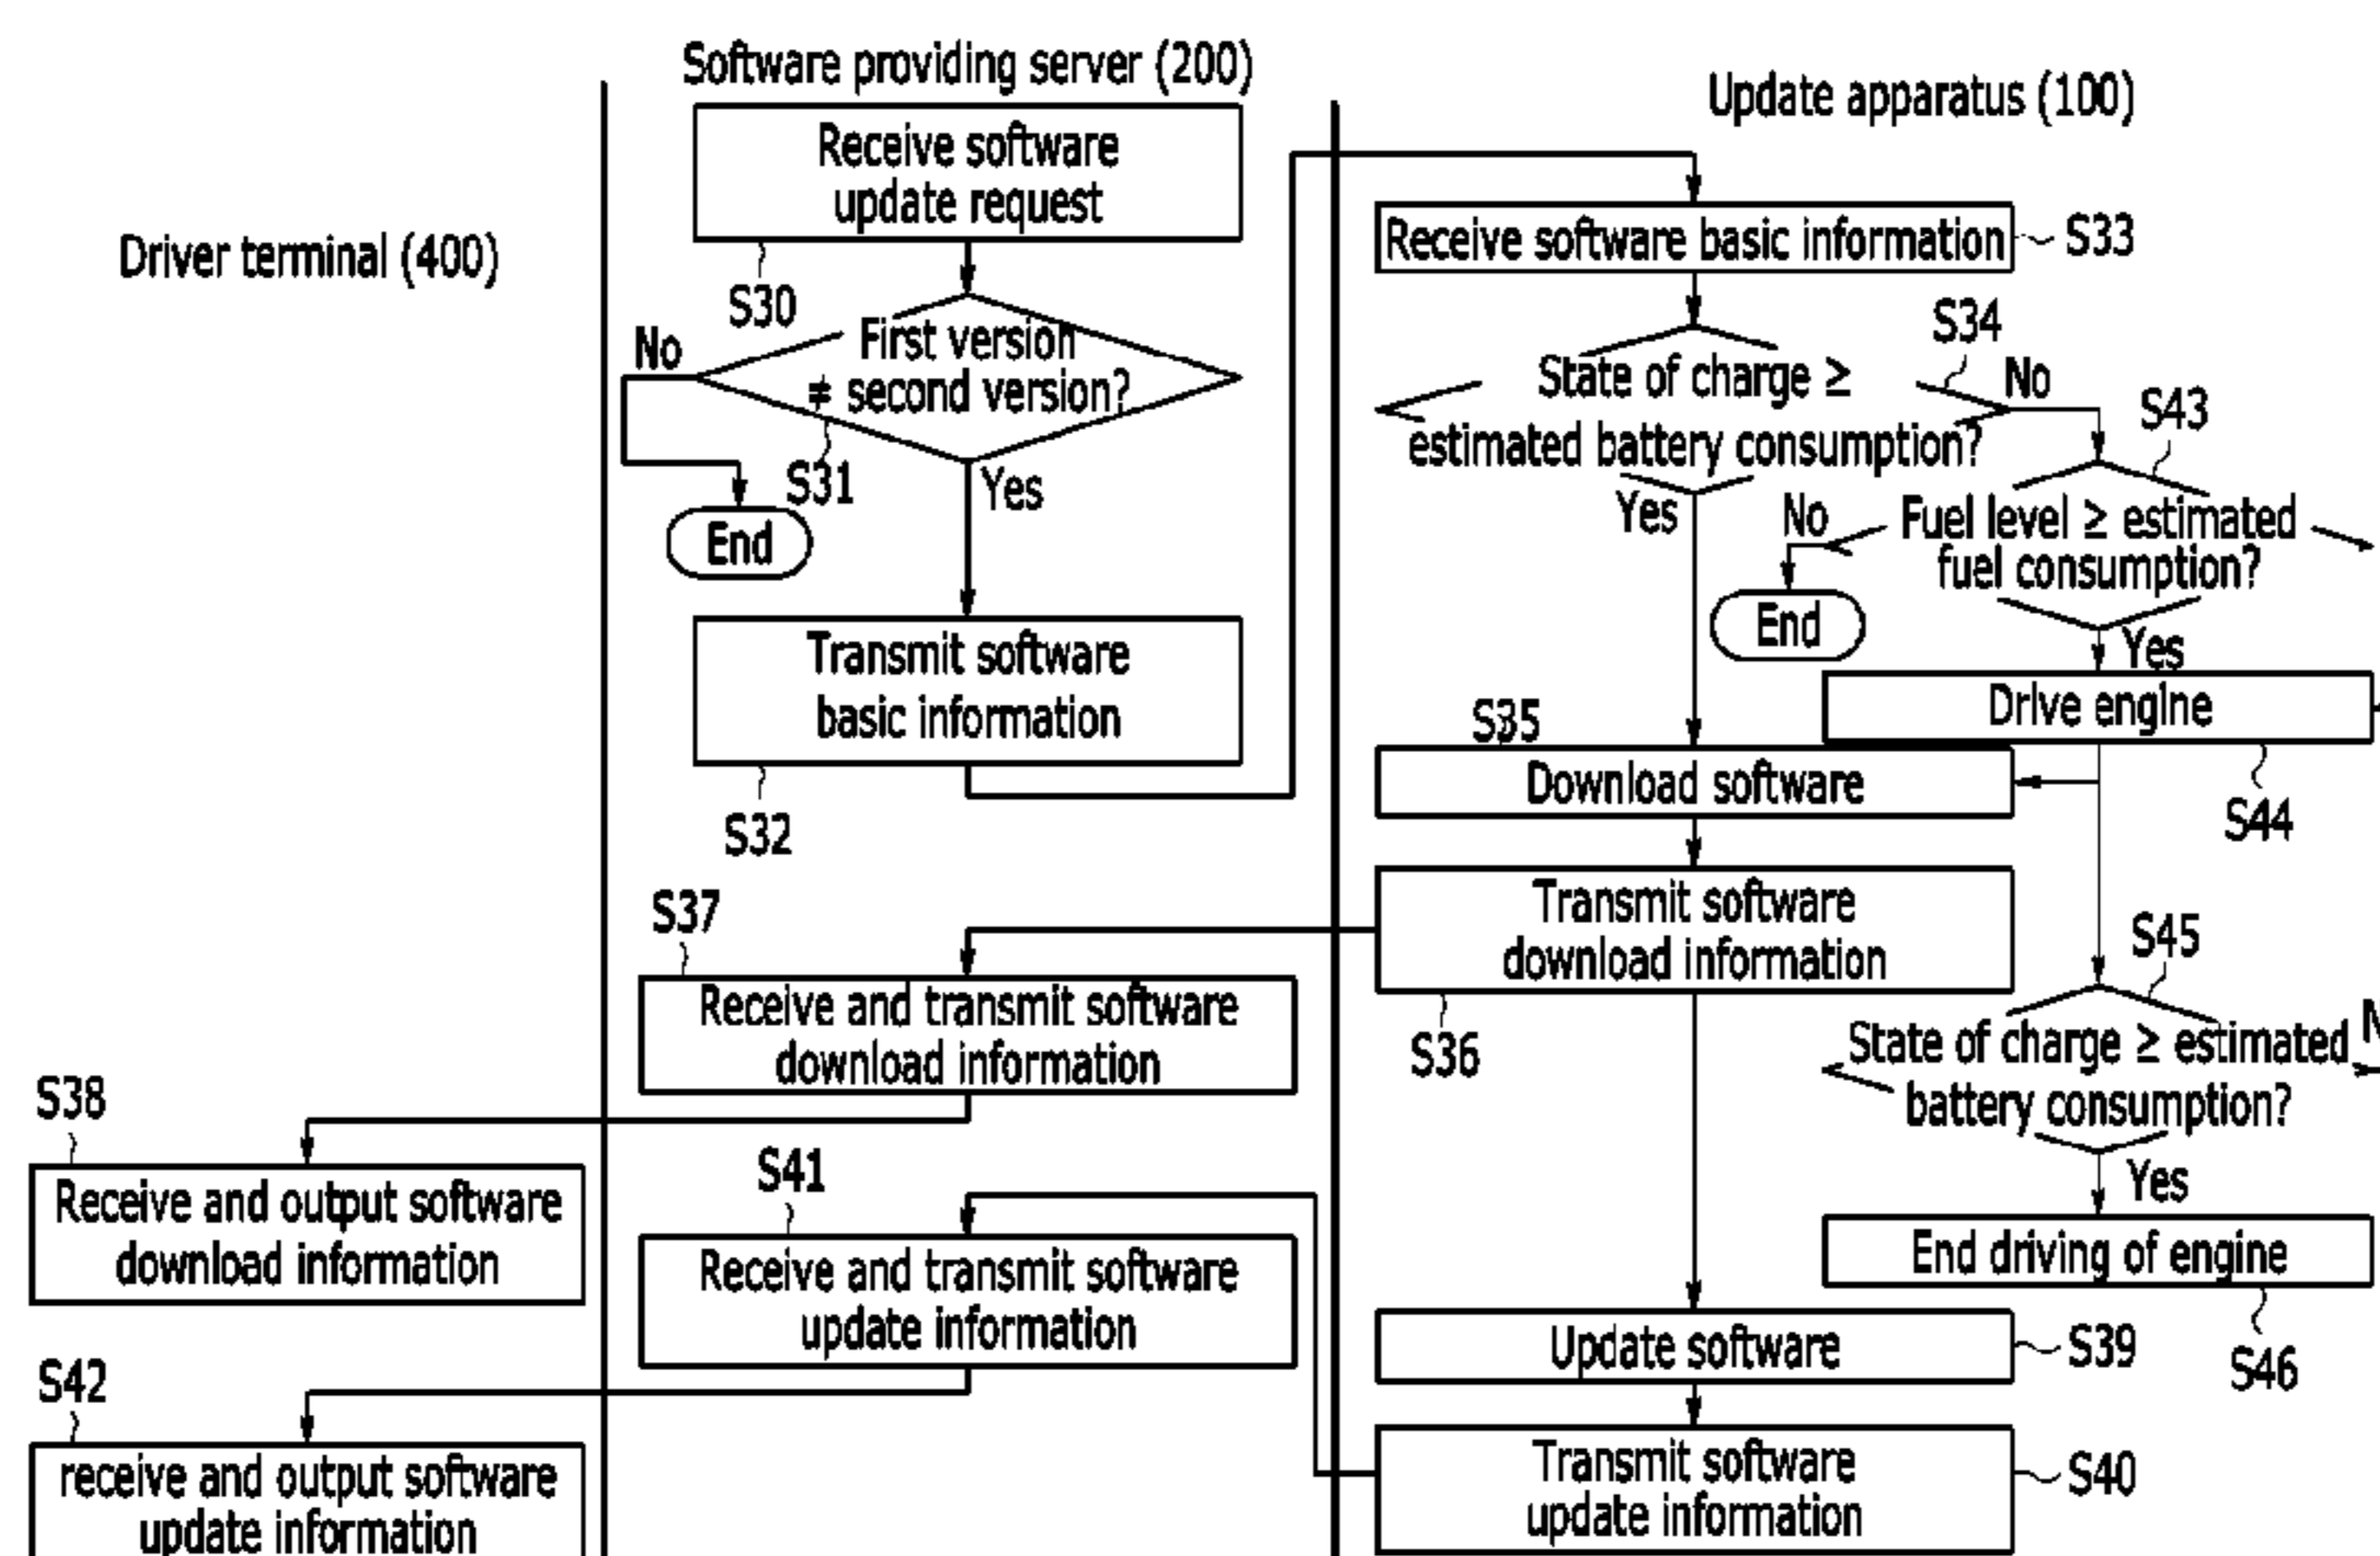 Software providing server (200)
Update apparatus (100)
Driver terminal (400)
Receive software
update request
S30
First version
≠ second version?
No
S31
Yes
End
Transmit software
basic information
S32
Receive software basic information
S33
State of charge ≥
estimated battery consumption?
S34
No
Yes
S43
Fuel level ≥ estimated
fuel consumption?
No
End
Yes
Drive engine
S44
S35
Download software
Transmit software
download information
S36
S37
Receive and transmit software
download information
S38
Receive and output software
download information
S45
State of charge ≥ estimated
battery consumption?
Yes
End driving of engine
S46
Update software
S39
Transmit software
update information
S40
S41
Receive and transmit software
update information
S42
receive and output software
update information